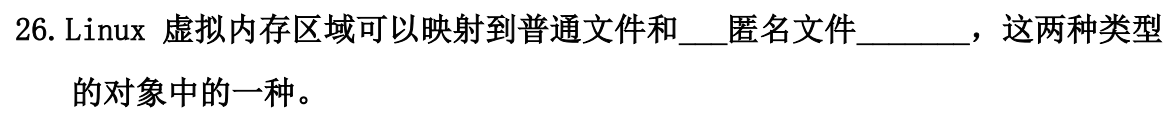 26. Linux 虚拟内存区域可以映射到普通文件和___匿名文件_______，这两种类型
的对象中的一种。